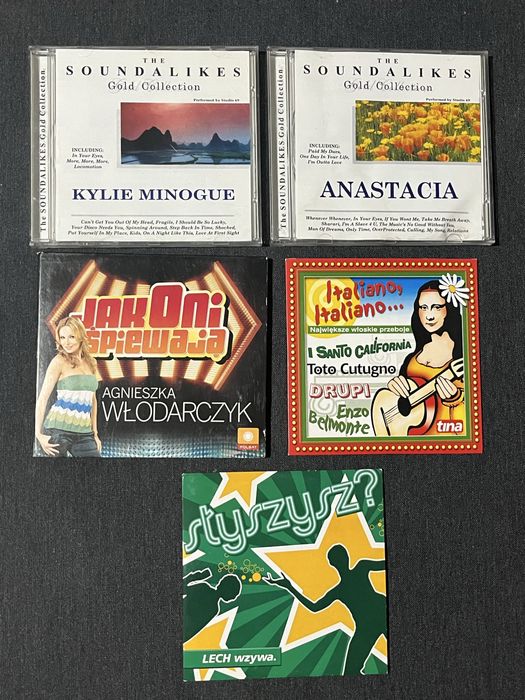 The SOUNDALIKES Gold Collection
THE
SOUNDALIKES
Gold Collection
Performed by Studio 69
INCLUDING:
In Your Eyes,
More, More, More,
Locomotion
KYLIE MINOGUE
Can't Get You Out Of My Head, Fragile, I Should Be So Lucky,
Your Disco Needs You, Spinning Around, Step Back In Time, Shocked,
Put Yourself In My Place, Kids, On A Night Like This, Love At First Sight
The SOUNDALIKES Gold Collection
THE
SOUNDALIKES
Gold Collection
Performed by Studio 69
INCLUDING:
Paid My Dues,
One Day In Your Life,
I'm Outta Love
ANASTACIA
Whenever Whenever, In Your Eyes, If You Want Me, Take Me Breath Away,
I'm A Slave 4 U, The Music's No Good Without You,
Man Of Dreams, Only Time, OverProtected, Calling, My Song Relations
JAK ONI
ŚPIEWAJĄ
AGNIESZKA
WŁODARCZYK
POLSAT
Italiano,
Italiano...
Największe włoskie przeboje
I SANTO CALIFORNIA
Toto Cutugno
DRUPI
Enzo
Belmonte
tina
słyszysz?
LECH wzywa.